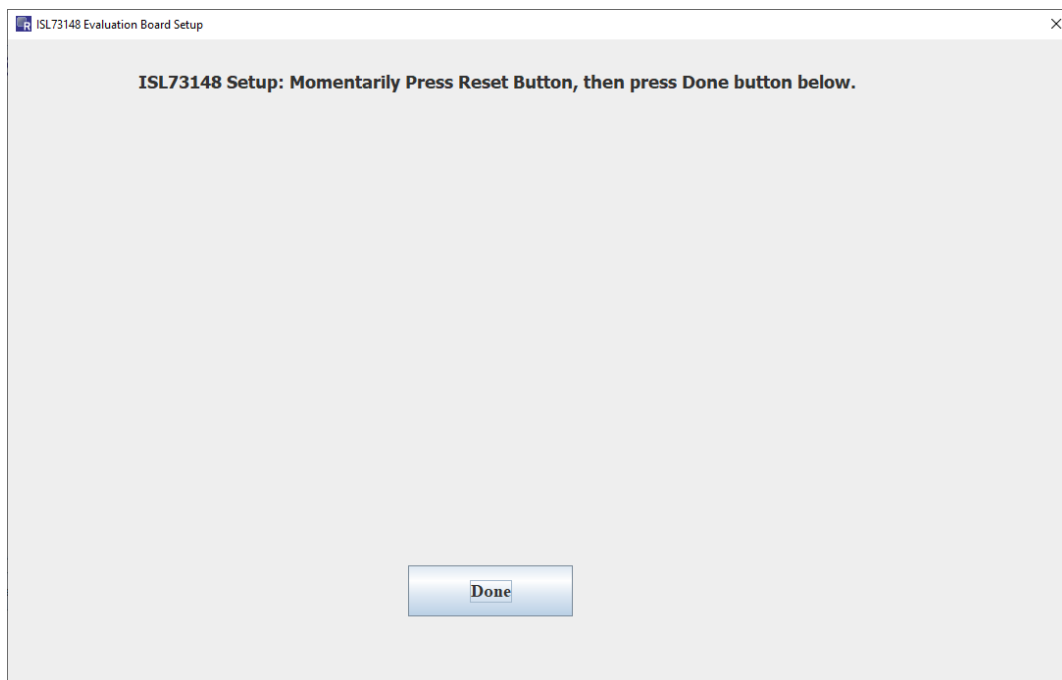 ISL73148 Evaluation Board Setup
ISL73148 Setup: Momentarily Press Reset Button, then press Done button below.
Done